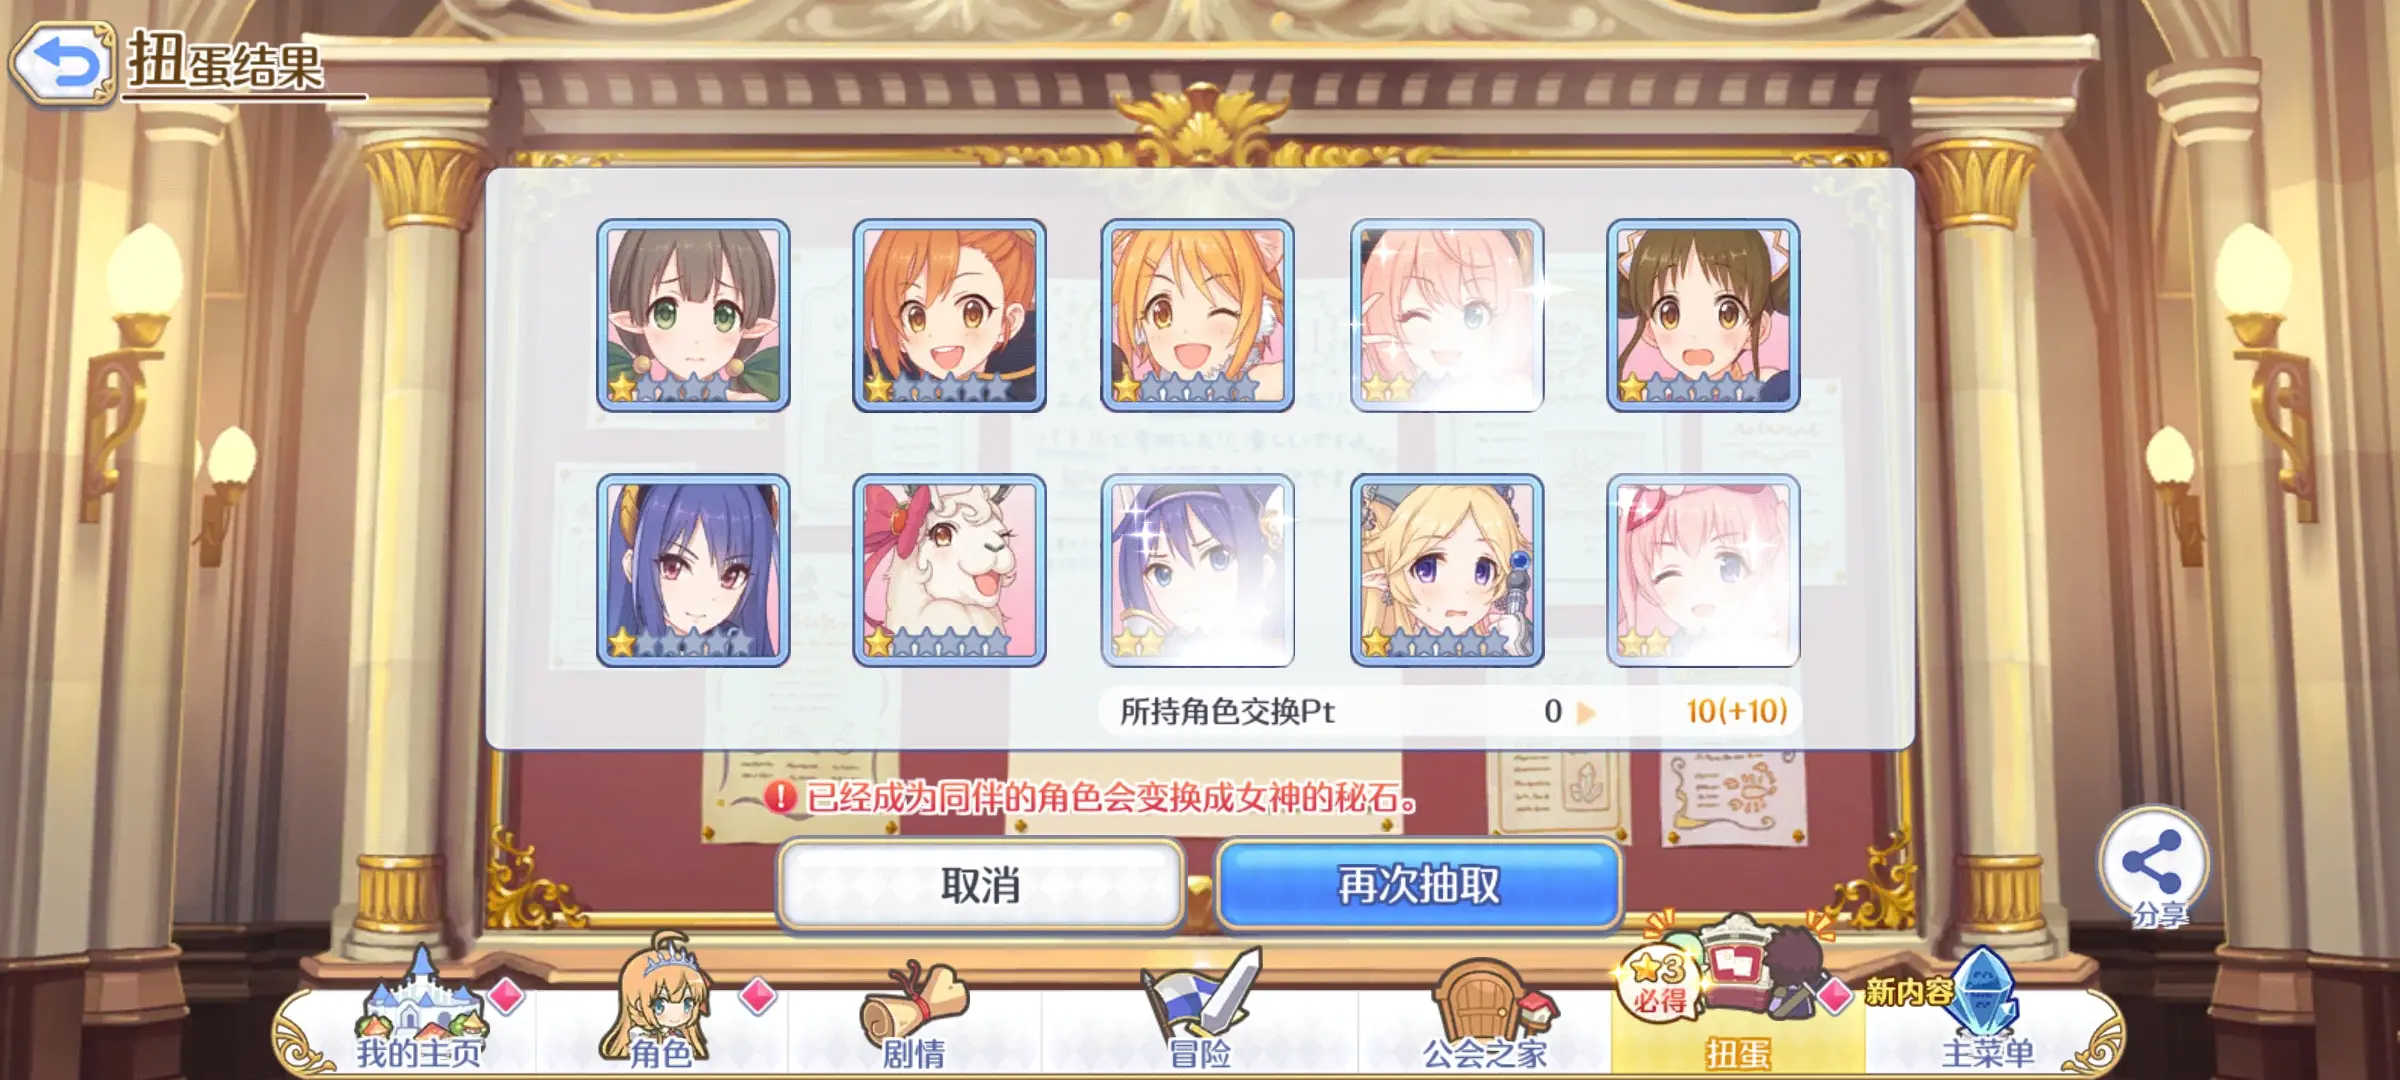 扭蛋结果
所持角色交换Pt 0 10(+10)
已经成为同伴的角色会变换成女神的秘石。
取消
再次抽取
分享
3
必得
新内容
我的主页
角色
剧情
冒险
公会之家
扭蛋
主菜单